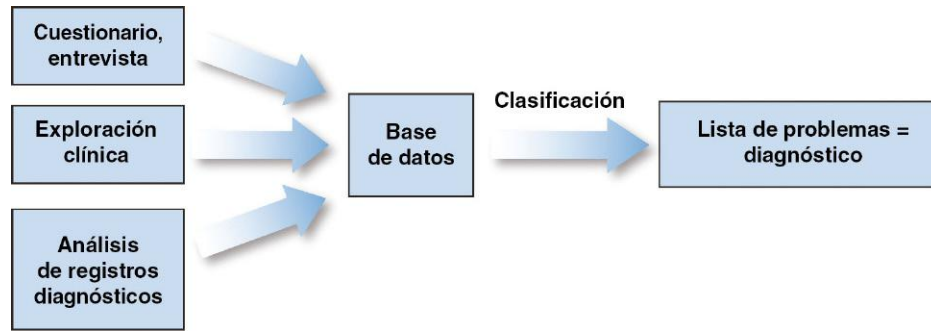 Cuestionario,
entrevista
Exploración
clínica
Análisis
de registros
diagnósticos
Base
de datos
Clasificación
Lista de problemas =
diagnóstico